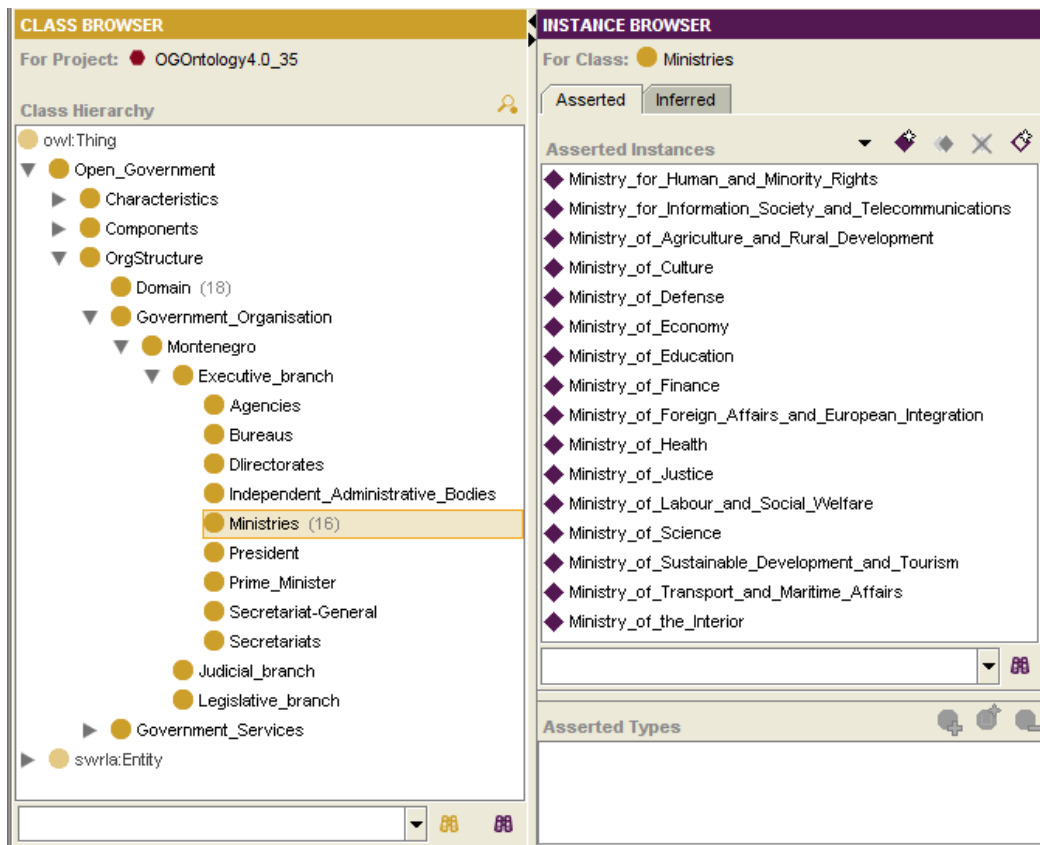 CLASS BROWSER
For Project: OGOntology4.0_35
Class Hierarchy
owl:Thing
Open_Government
Characteristics
Components
OrgStructure
Domain (18)
Government_Organisation
Montenegro
Executive_branch
Agencies
Bureaus
DIirectorates
Independent_Administrative_Bodies
Ministries (16)
President
Prime_Minister
Secretariat-General
Secretariats
Judicial_branch
Legislative_branch
Government_Services
swrla:Entity
INSTANCE BROWSER
For Class: Ministries
Asserted Inferred
Asserted Instances
Ministry_for_Human_and_Minority_Rights
Ministry_for_Information_Society_and_Telecommunications
Ministry_of_Agriculture_and_Rural_Development
Ministry_of_Culture
Ministry_of_Defense
Ministry_of_Economy
Ministry_of_Education
Ministry_of_Finance
Ministry_of_Foreign_Affairs_and_European_Integration
Ministry_of_Health
Ministry_of_Justice
Ministry_of_Labour_and_Social_Welfare
Ministry_of_Science
Ministry_of_Sustainable_Development_and_Tourism
Ministry_of_Transport_and_Maritime_Affairs
Ministry_of_the_Interior
Asserted Types